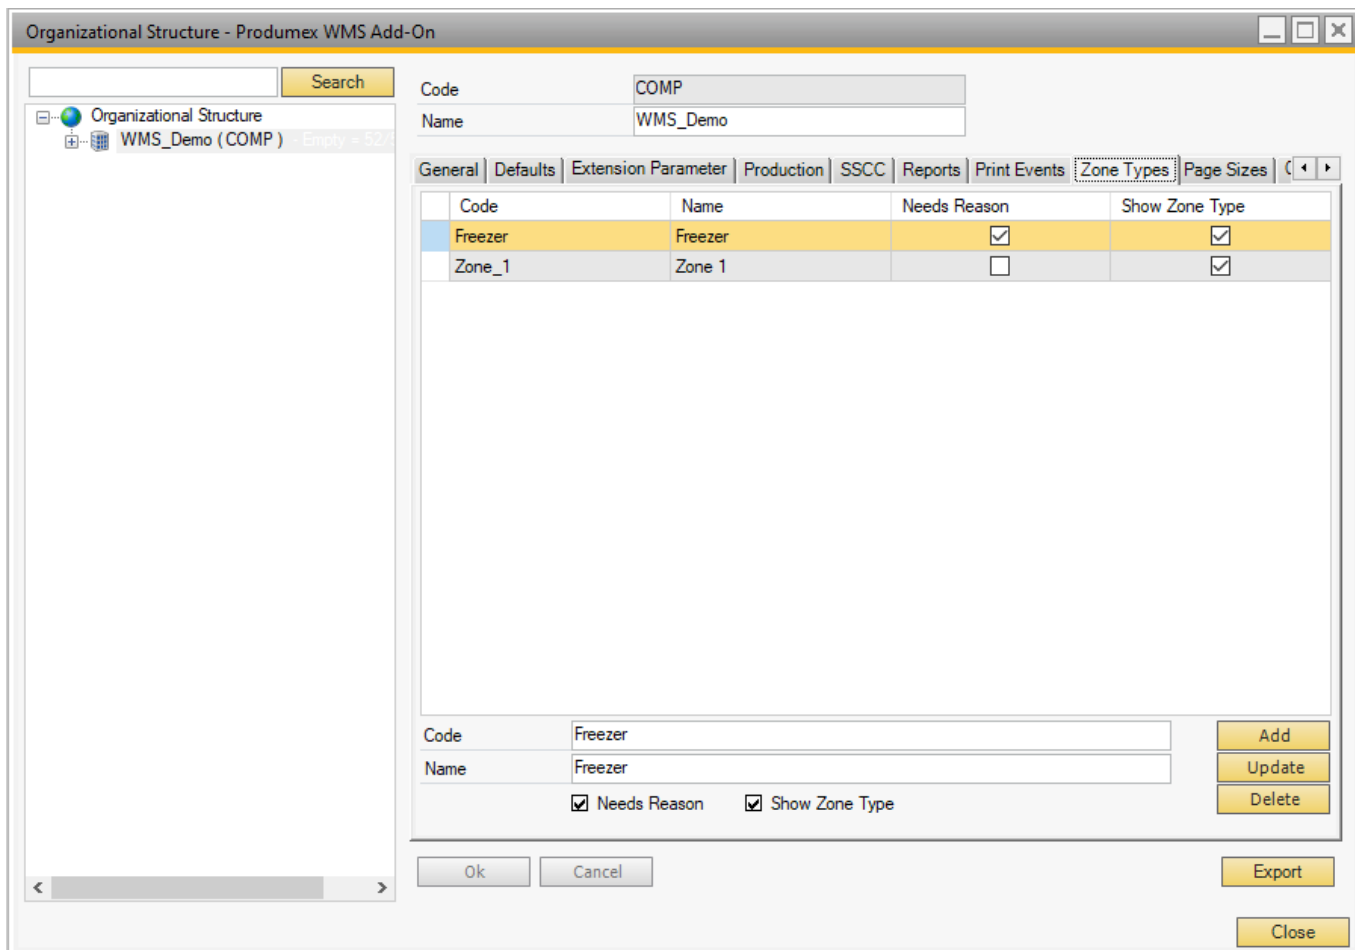 Organizational Structure - Produmex WMS Add-On
Search
Organizational Structure
WMS_Demo ( COMP ) - Empty = 52/
Code COMP
Name WMS_Demo
General Defaults Extension Parameter Production SSCC Reports Print Events Zone Types Page Sizes
Code Name Needs Reason Show Zone Type
Freezer Freezer
Zone_1 Zone 1
Code Freezer Add
Name Freezer Update
Needs Reason Show Zone Type Delete
Ok Cancel Export
Close